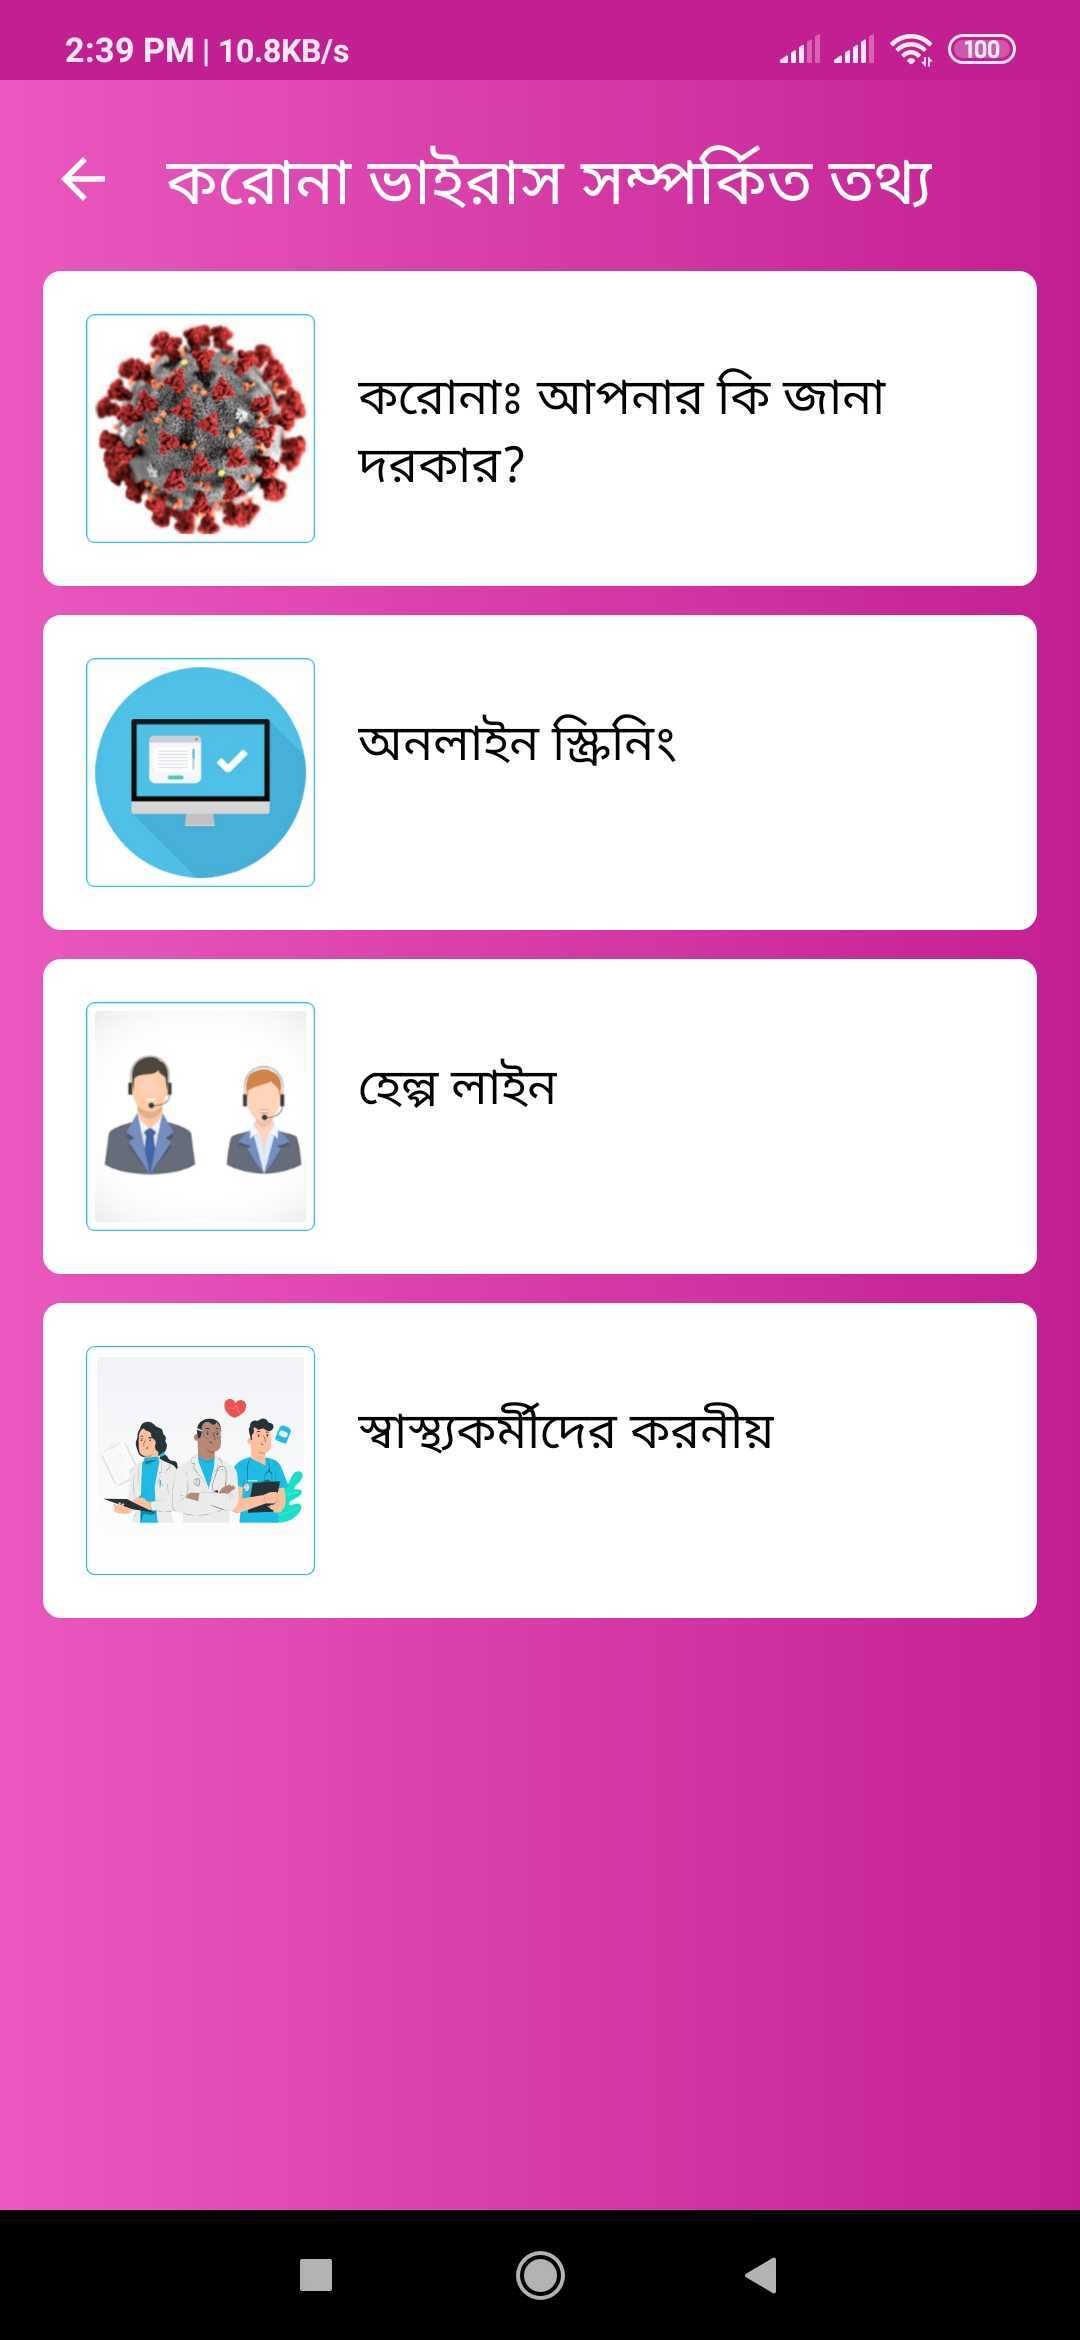 2:39 PM | 10.8KB/s
100
করোনা ভাইরাস সম্পর্কিত তথ্য
করোনাঃ আপনার কি জানা
দরকার?
অনলাইন স্ক্রিনিং
হেল্প লাইন
স্বাস্থ্যকর্মীদের করনীয়